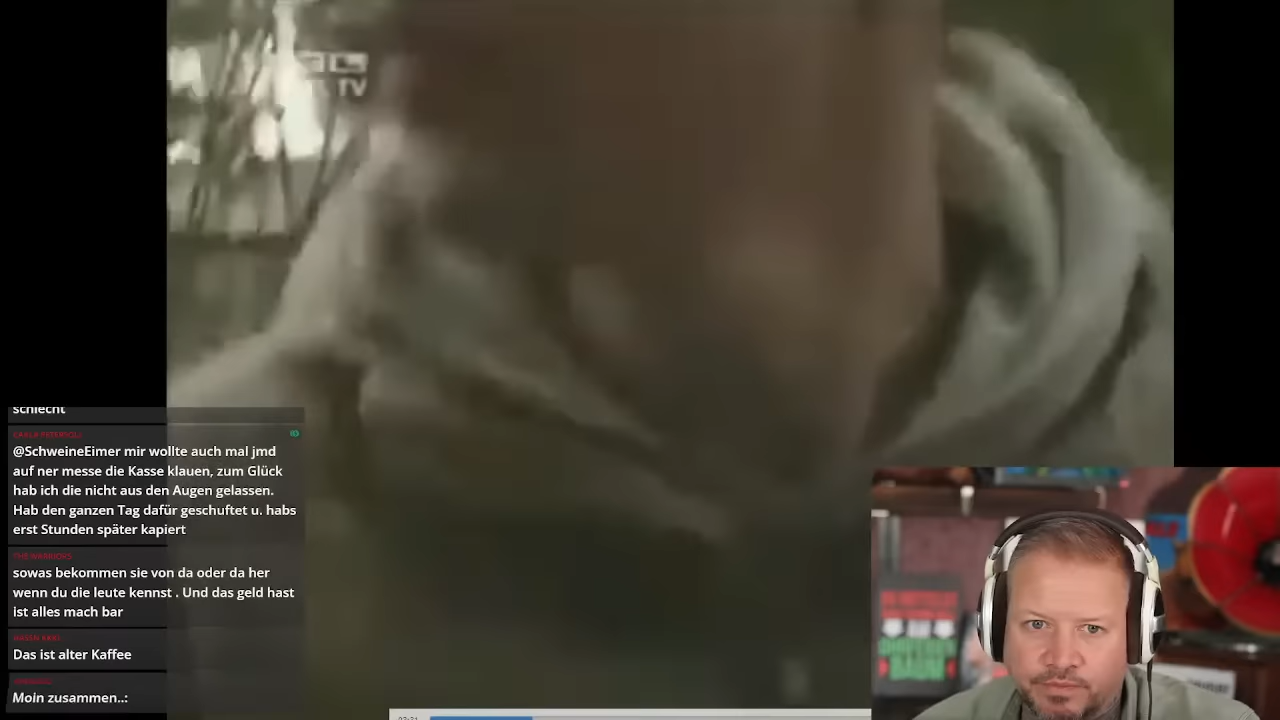 TV
schlecht
@SchweineEimer mir wollte auch mal jmd
auf ner messe die Kasse klauen, zum Glück
hab ich die nicht aus den Augen gelassen.
Hab den ganzen Tag dafür geschuftet u. habs
erst Stunden später kapiert
THE WARRIORS
sowas bekommen sie von da oder da her
wenn du die leute kennst . Und das geld hast
ist alles mach bar
Das ist alter Kaffee
Moin zusammen..: